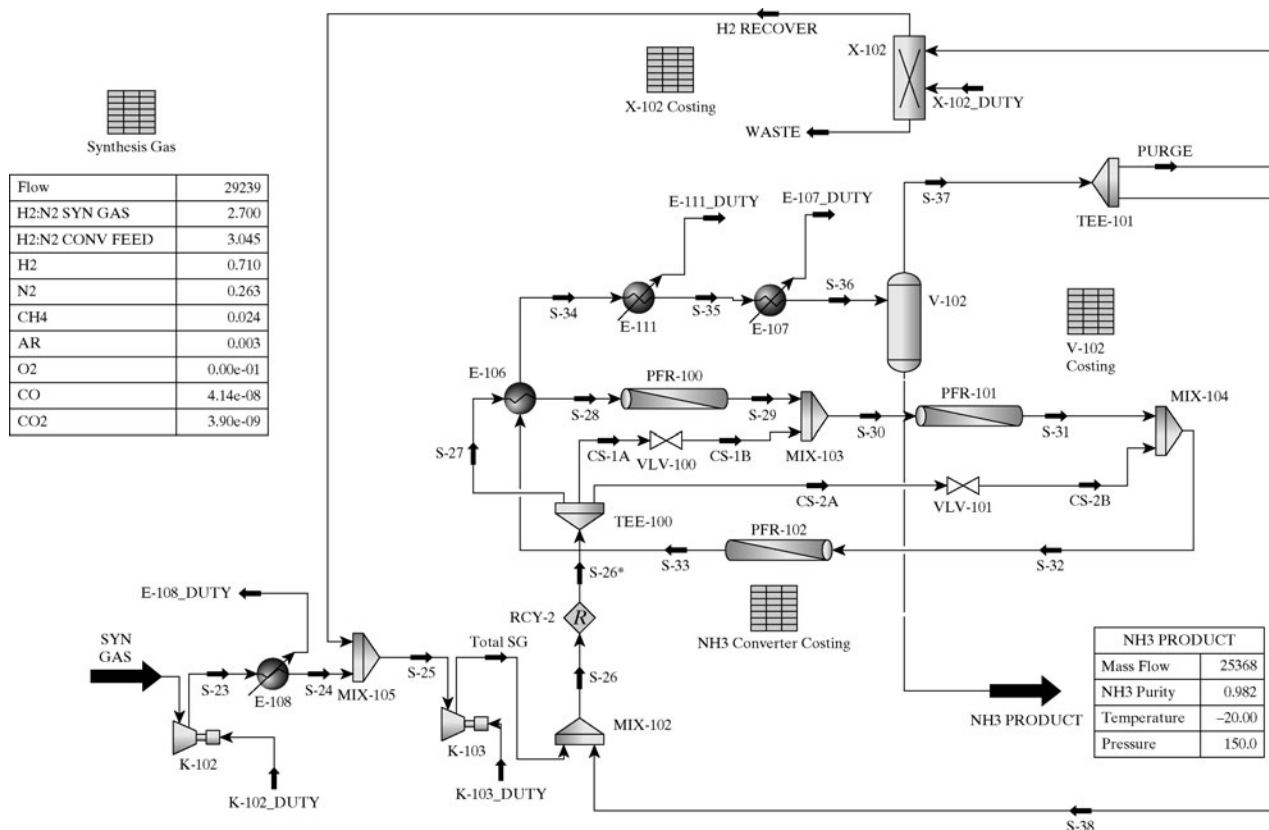 H2 RECOVER
X-102
X-102 Costing
X-102_DUTY
WASTE
Synthesis Gas
Flow 29239
H2:N2 SYN GAS 2.700
H2:N2 CONV FEED 3.045
H2 0.710
N2 0.263
CH4 0.024
AR 0.003
O2 0.00e-01
CO 4.14e-08
CO2 3.90e-09
PURGE
S-37
TEE-101
E-111_DUTY
E-107_DUTY
S-34
E-111
S-35
E-107
S-36
V-102
V-102
Costing
E-106
S-28
PFR-100
S-29
MIX-103
S-30
PFR-101
S-31
MIX-104
S-27
CS-1A
VLV-100
CS-1B
CS-2A
VLV-101
CS-2B
TEE-100
PFR-102
S-33
S-32
S-26*
NH3 Converter Costing
RCY-2
R
E-108_DUTY
SYN
GAS
S-23
E-108
S-24
MIX-105
S-25
Total SG
S-26
K-102
K-102_DUTY
K-103
K-103_DUTY
MIX-102
S-38
NH3 PRODUCT
NH3 PRODUCT
Mass Flow 25368
NH3 Purity 0.982
Temperature –20.00
Pressure 150.0